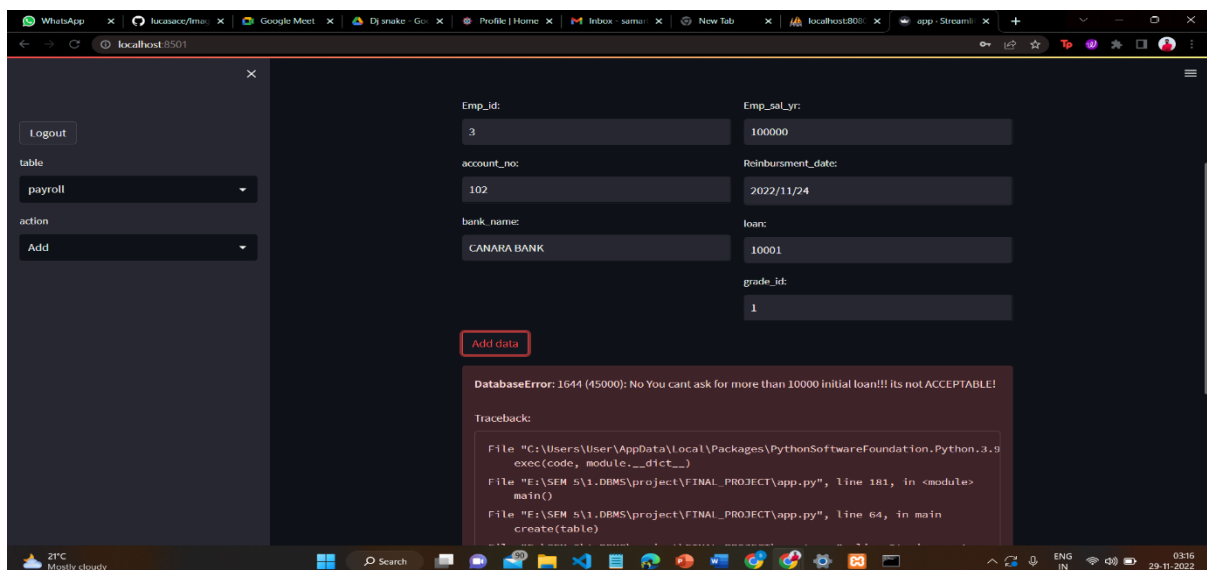 WhatsApp
lucasace/Imag
Google Meet
Dj snake - Goo
Profile | Home
Inbox - samart
New Tab
localhost:8080
app · Streamli
localhost:8501
Tp
Logout
table
payroll
action
Add
Emp_id:
3
account_no:
102
bank_name:
CANARA BANK
Emp_sal_yr:
100000
Reinbursment_date:
2022/11/24
loan:
10001
grade_id:
1
Add data
DatabaseError: 1644 (45000): No You cant ask for more than 10000 initial loan!!! its not ACCEPTABLE!
Traceback:
File "C:\Users\User\AppData\Local\Packages\PythonSoftwareFoundation.Python.3.9
exec(code, module.__dict__)
File "E:\SEM 5\1.DBMS\project\FINAL_PROJECT\app.py", line 181, in <module>
main()
File "E:\SEM 5\1.DBMS\project\FINAL_PROJECT\app.py", line 64, in main
create(table)
21°C
Mostly cloudy
Search
90
ENG
IN
03:16
29-11-2022